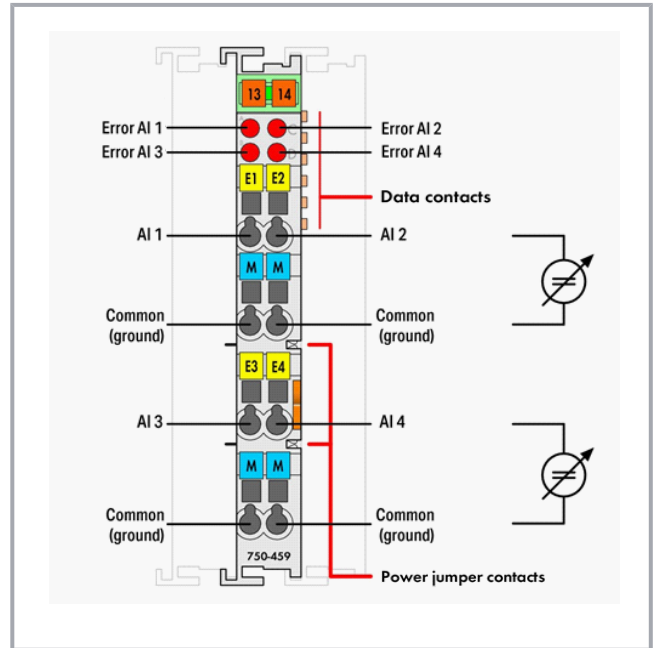 13 14
A C
Error AI 1 Error AI 2
Error AI 3 Error AI 4
D
E1 E2
Data contacts
AI 1 AI 2
M M
Common Common
(ground) (ground)
E3 E4
AI 3 AI 4
M M
Common Common
(ground) (ground)
750-459
Power jumper contacts